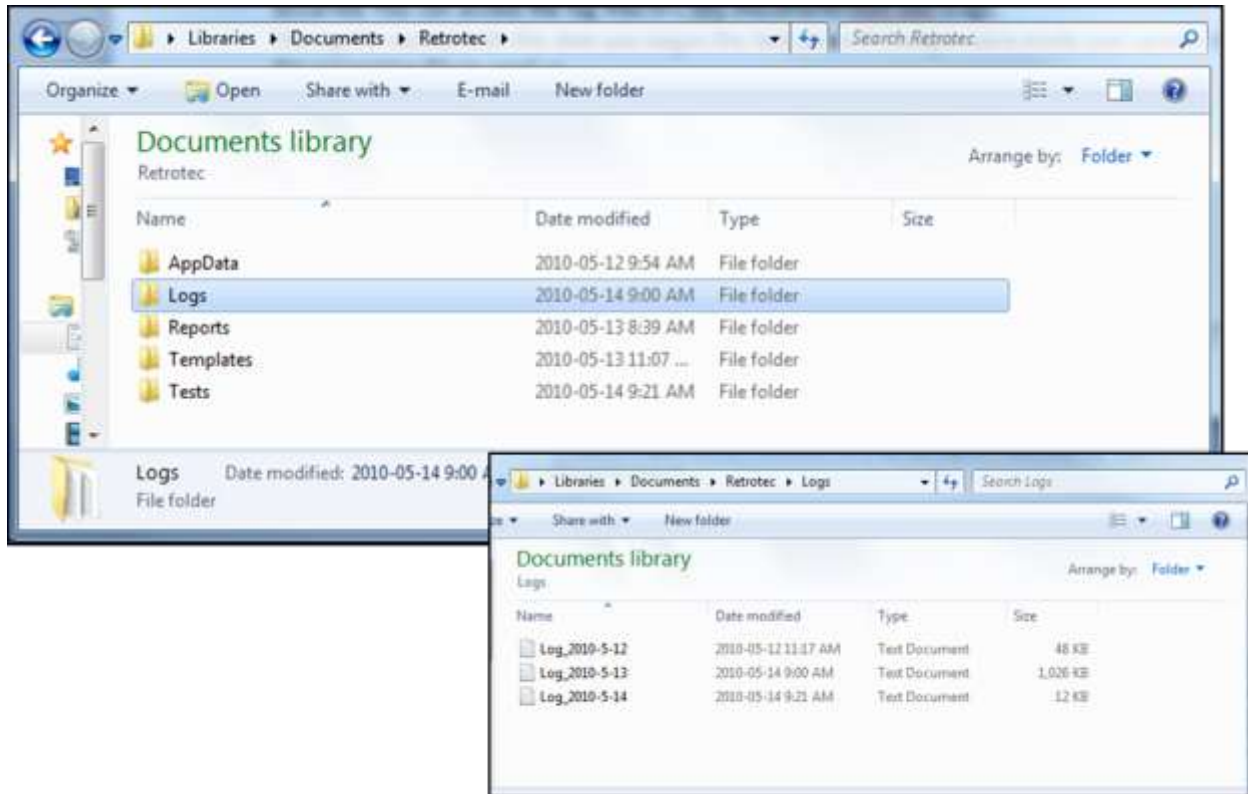 Libraries ▸ Documents ▸ Retrotec ▸ Search Retrotec
Organize Open Share with E-mail New folder
Documents library
Retrotec
Arrange by: Folder
Name Date modified Type Size
AppData 2010-05-12 9:54 AM File folder
Logs 2010-05-14 9:00 AM File folder
Reports 2010-05-13 8:39 AM File folder
Templates 2010-05-13 11:07 ... File folder
Tests 2010-05-14 9:21 AM File folder
Logs Date modified: 2010-05-14 9:00
File folder
Libraries ▸ Documents ▸ Retrotec ▸ Logs Search Logs
Share with New folder
Documents library
Logs
Arrange by: Folder
Name Date modified Type Size
Log_2010-5-12 2010-05-12 11:17 AM Text Document 48 KB
Log_2010-5-13 2010-05-14 9:00 AM Text Document 1,026 KB
Log_2010-5-14 2010-05-14 9:21 AM Text Document 12 KB